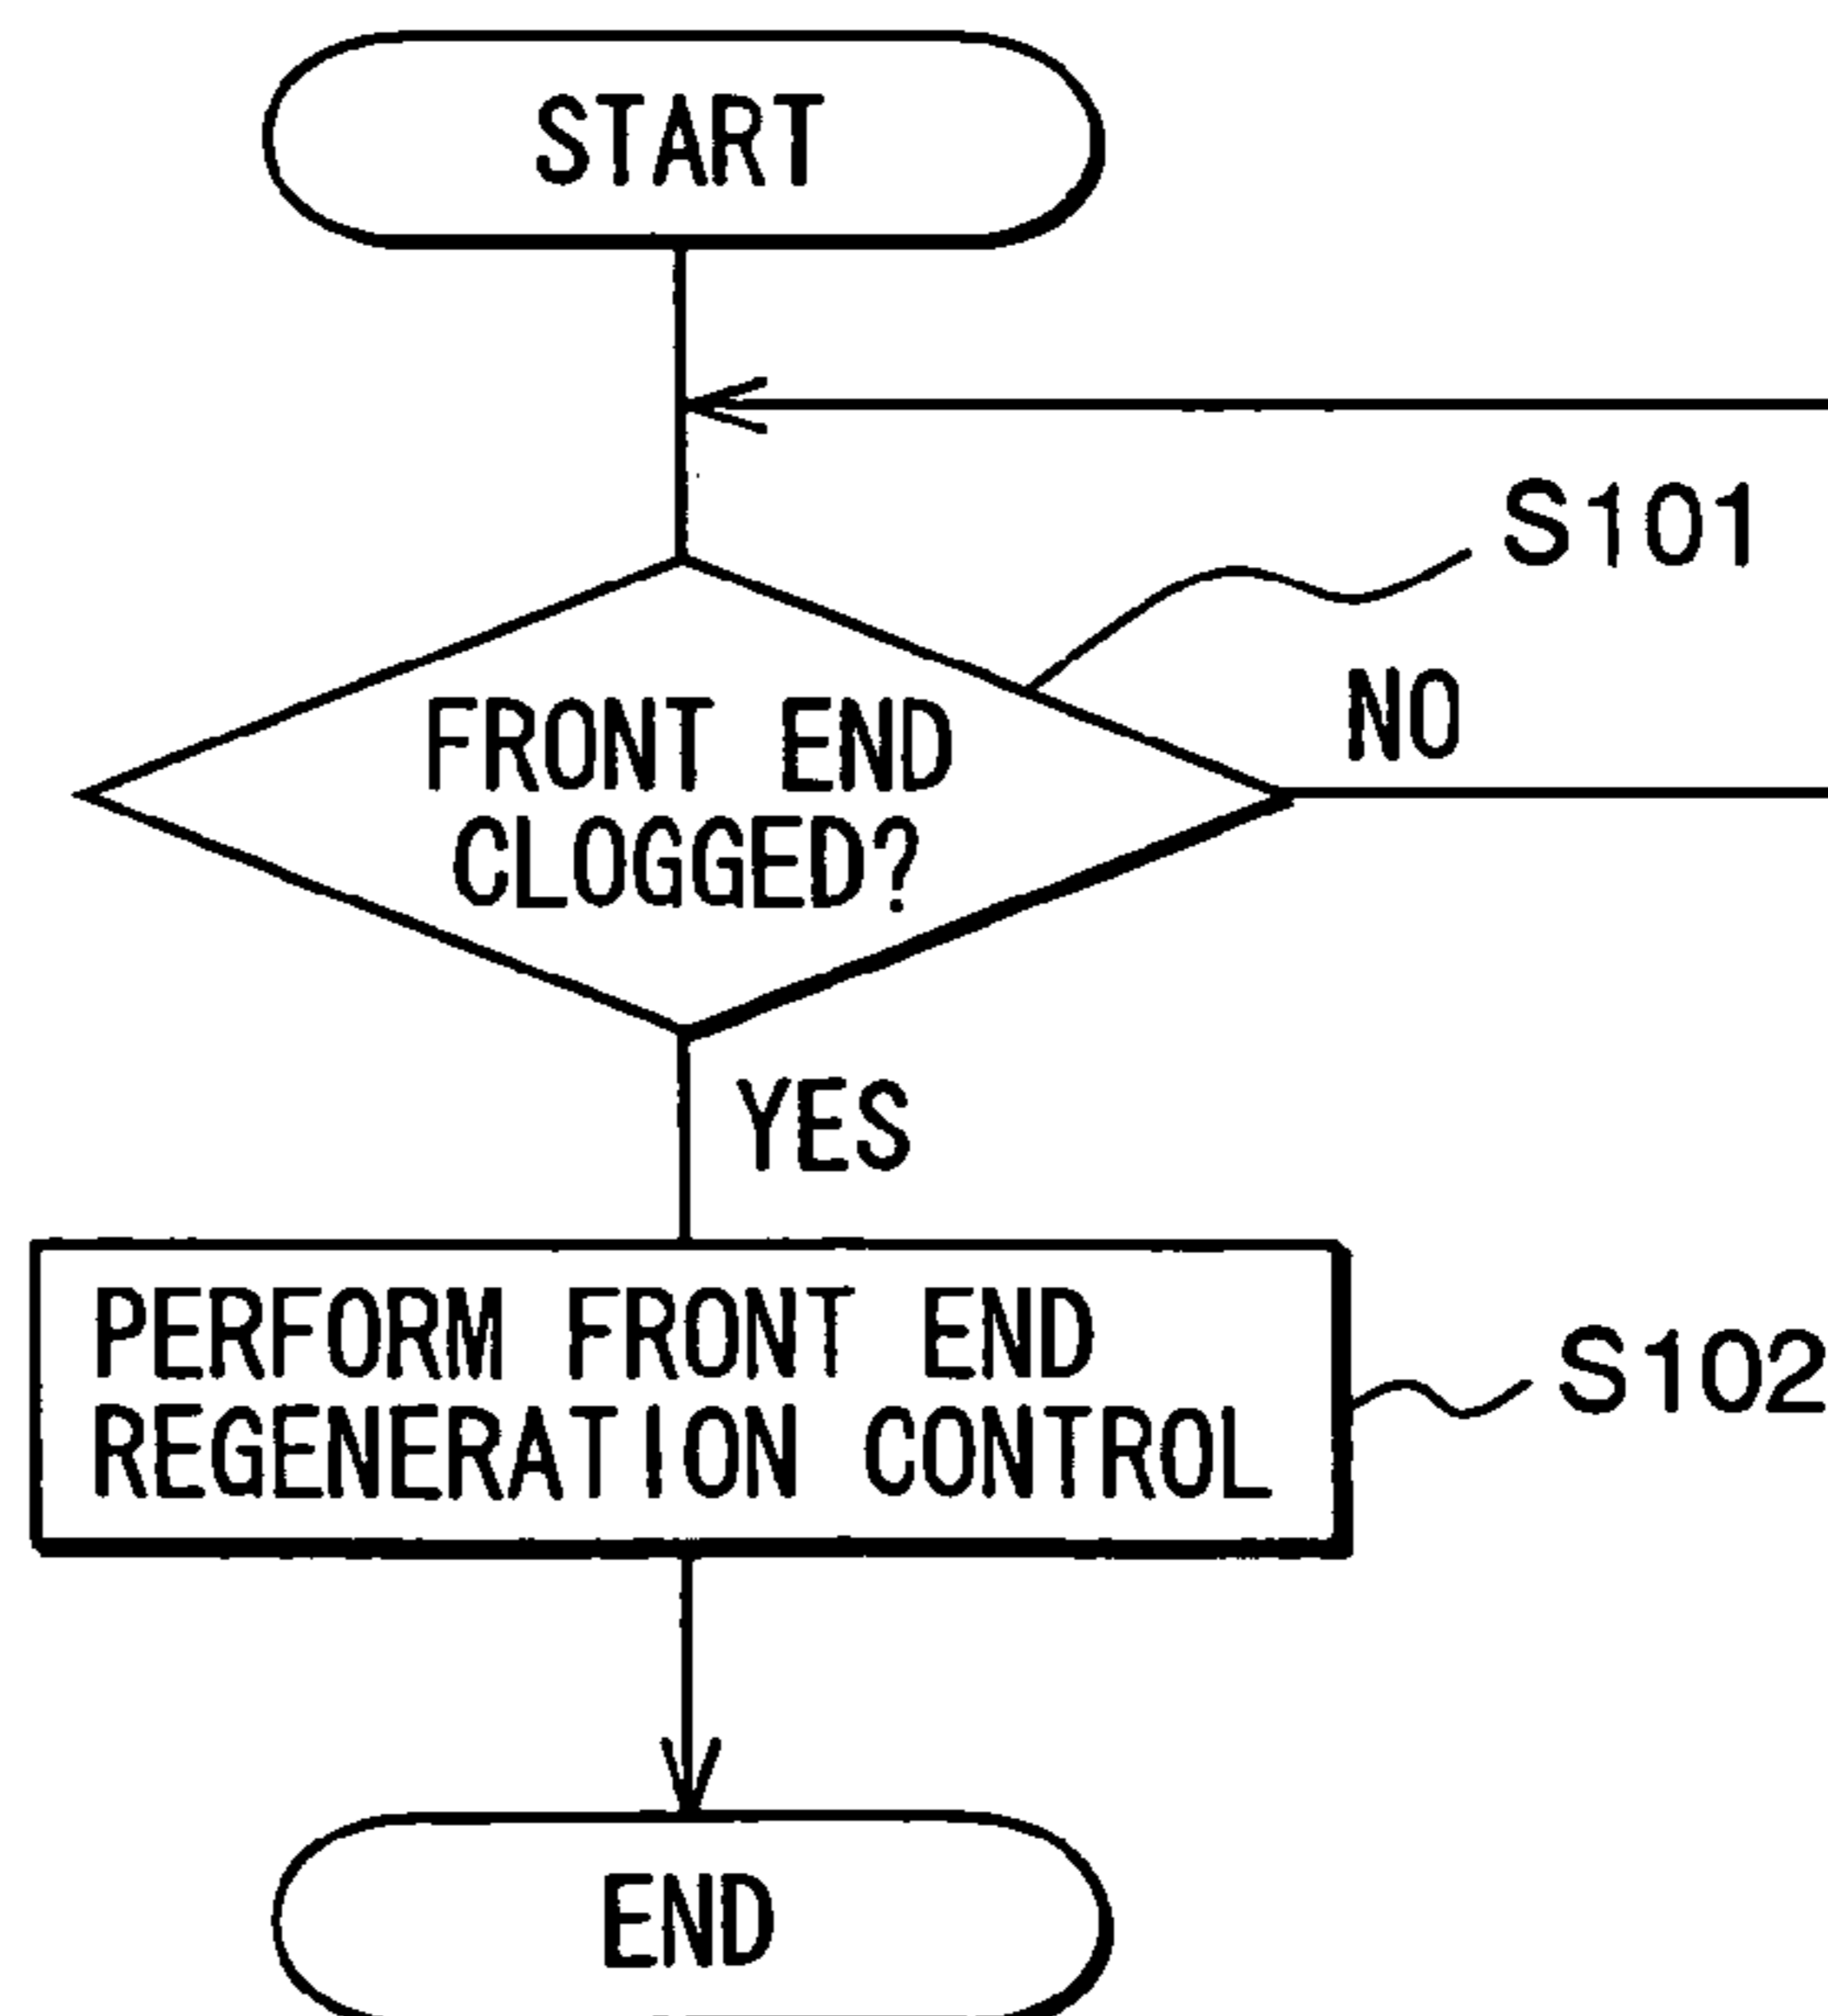 START
S101
FRONT END
CLOGGED?
NO
YES
PERFORM FRONT END
REGENERATION CONTROL
S102
END